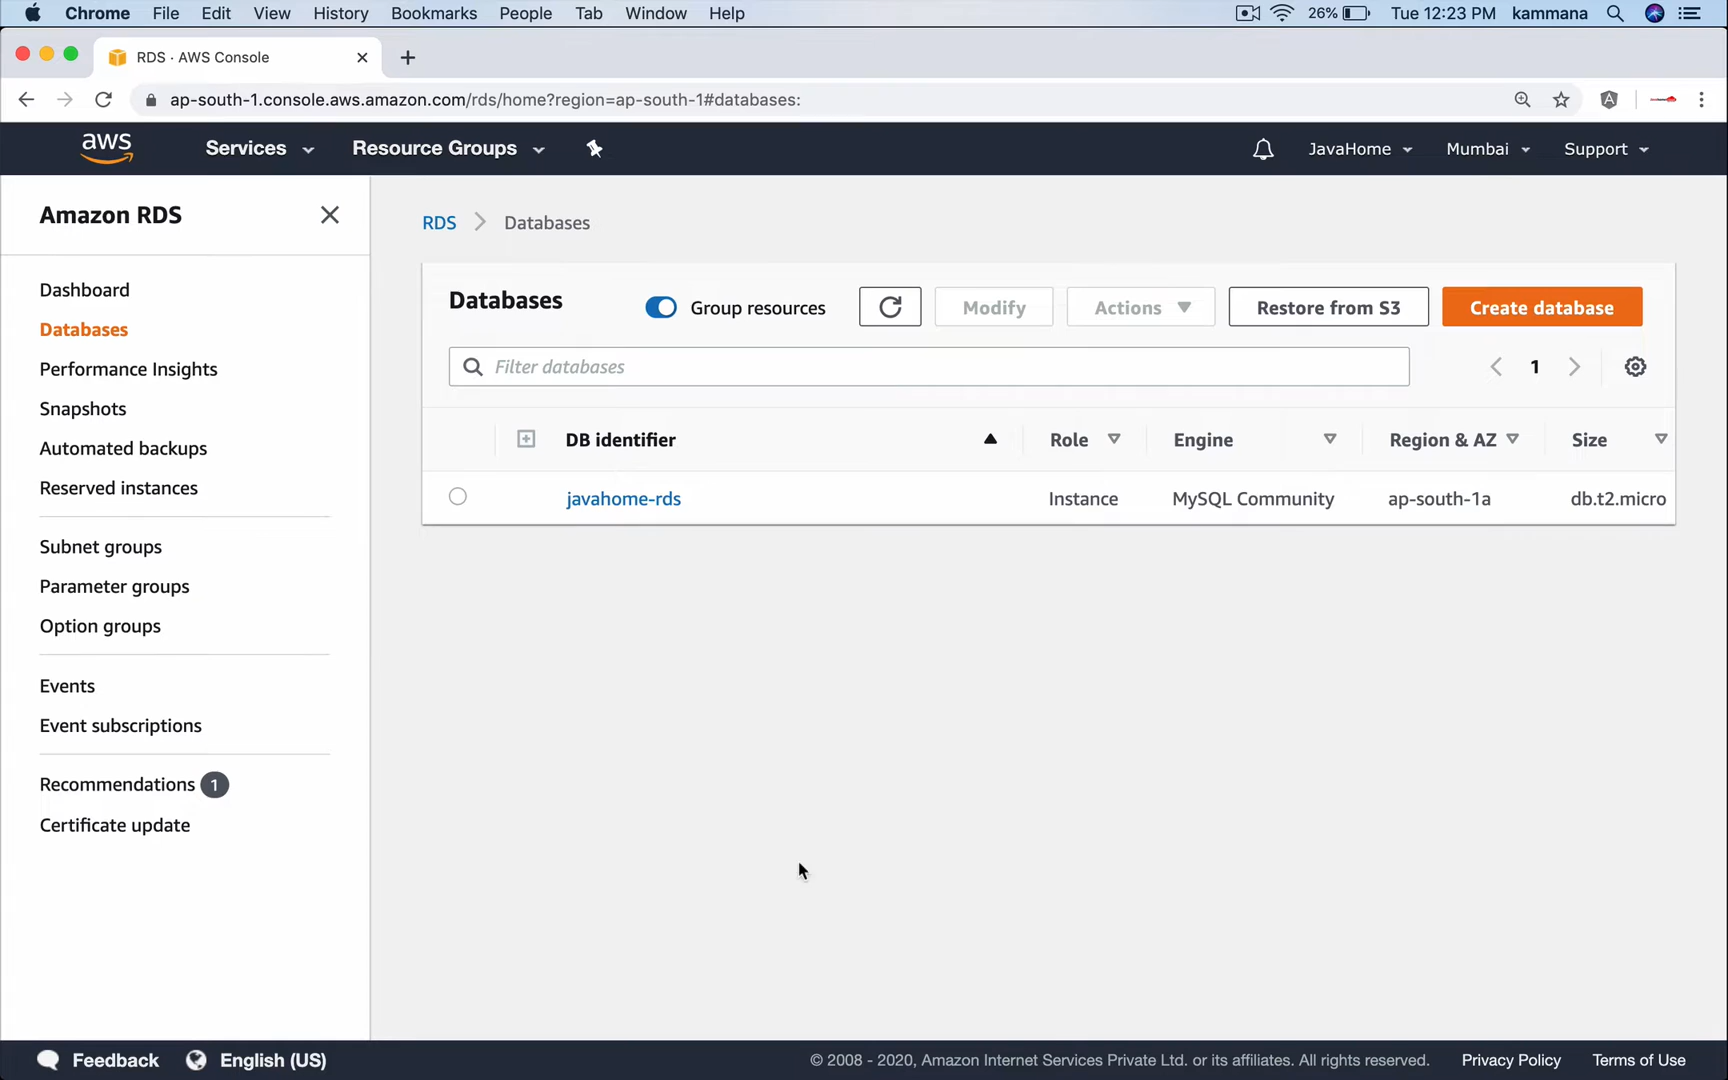 Chrome File Edit View History Bookmarks People Tab Window Help 26% Tue 12:23 PM kammana
RDS · AWS Console
ap-south-1.console.aws.amazon.com/rds/home?region=ap-south-1#databases:
aws Services Resource Groups JavaHome Mumbai Support
Amazon RDS
Dashboard
Databases
Performance Insights
Snapshots
Automated backups
Reserved instances
Subnet groups
Parameter groups
Option groups
Events
Event subscriptions
Recommendations 1
Certificate update
RDS Databases
Databases Group resources Modify Actions Restore from S3 Create database
Filter databases 1
DB identifier Role Engine Region & AZ Size
javahome-rds Instance MySQL Community ap-south-1a db.t2.micro
Feedback English (US) © 2008 - 2020, Amazon Internet Services Private Ltd. or its affiliates. All rights reserved. Privacy Policy Terms of Use